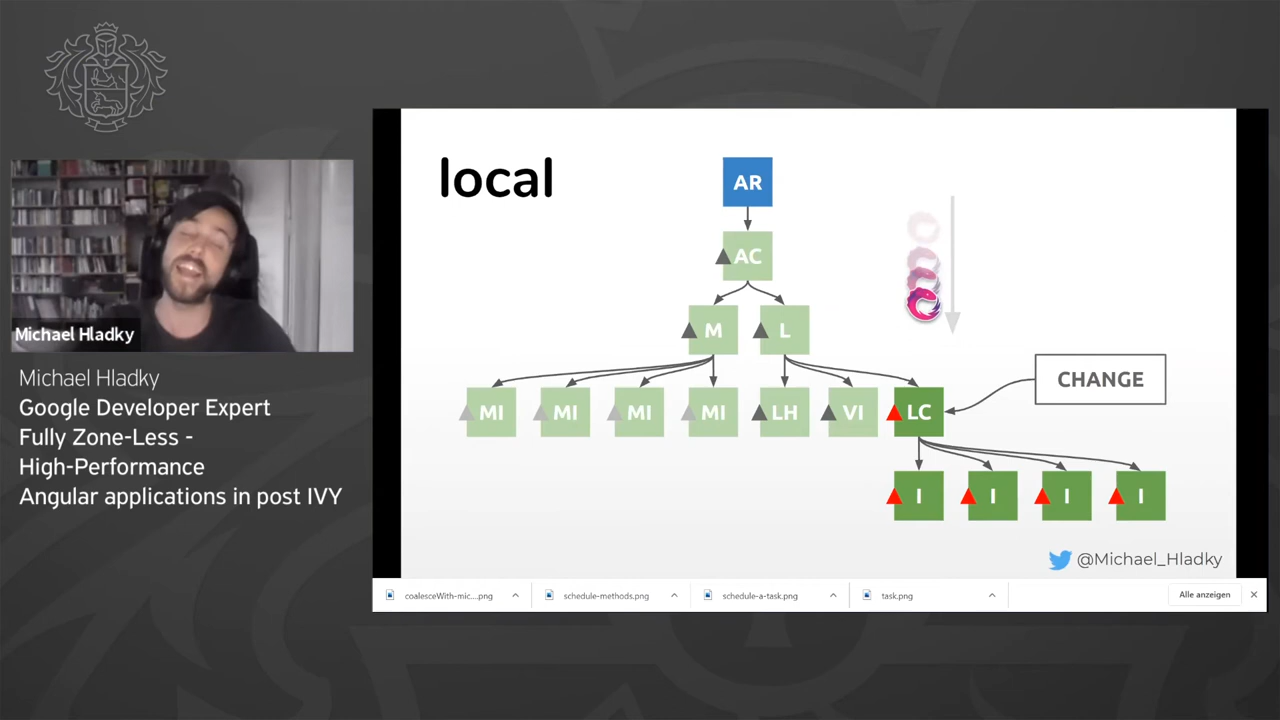 local
AR
AC
M L
CHANGE
MI MI MI MI LH VI LC
I I I I
@Michael_Hladky
Michael Hladky
Michael Hladky
Google Developer Expert
Fully Zone-Less -
High-Performance
Angular applications in post IVY
coalesceWith-mic....png schedule-methods.png schedule-a-task.png task.png Alle anzeigen